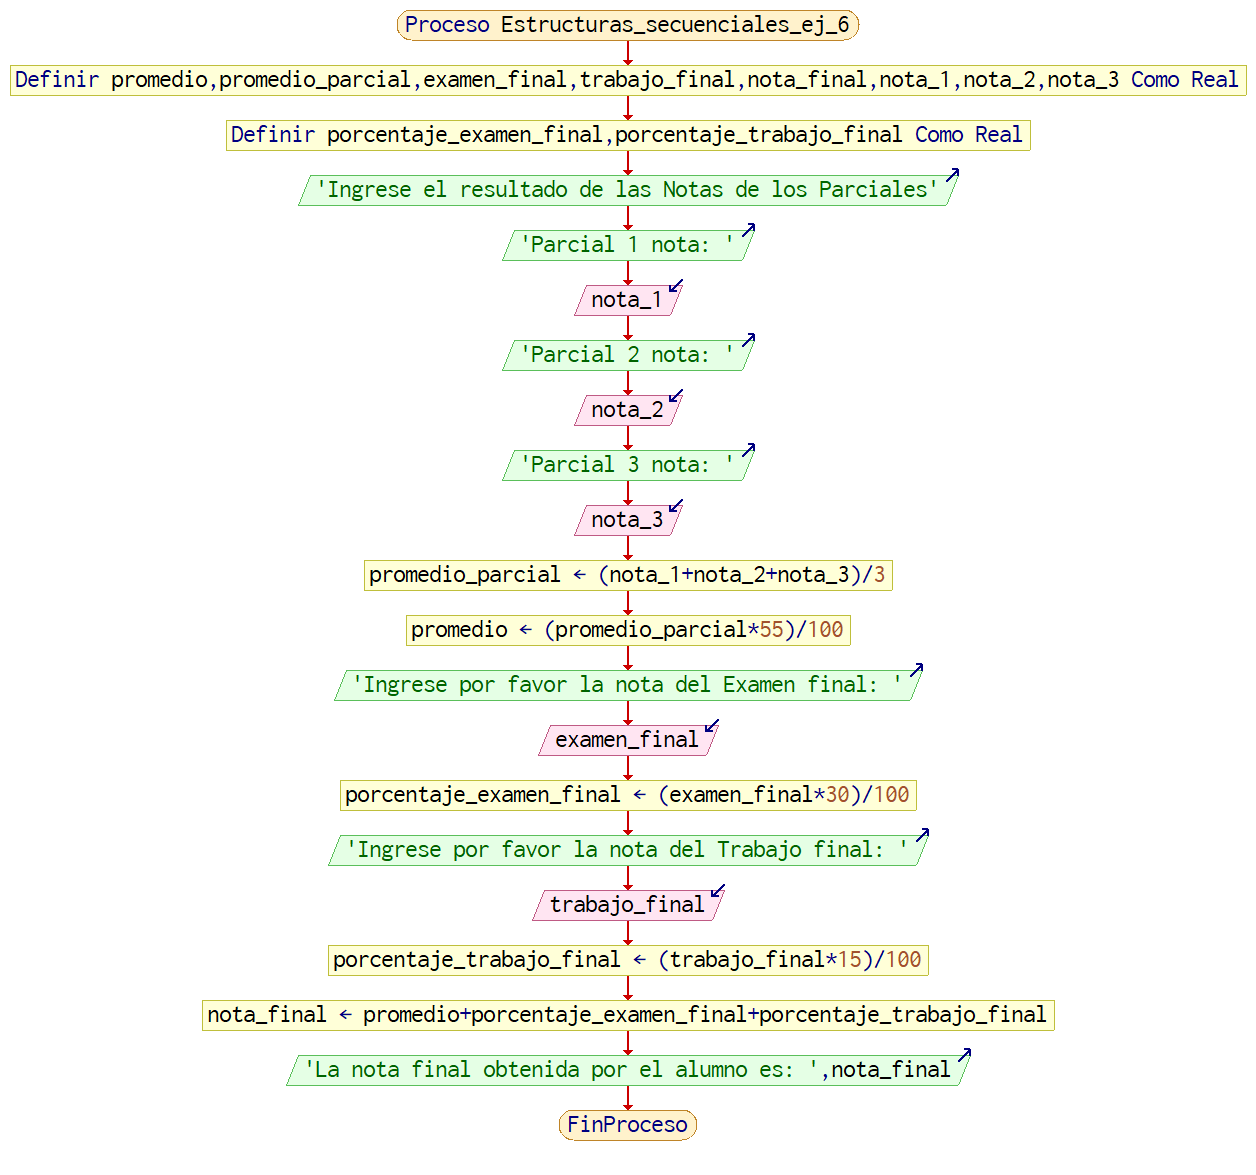 Proceso Estructuras_secuenciales_ej_6
Definir promedio,promedio_parcial,examen_final,trabajo_final,nota_final,nota_1,nota_2,nota_3 Como Real
Definir porcentaje_examen_final,porcentaje_trabajo_final Como Real
'Ingrese el resultado de las Notas de los Parciales'
'Parcial 1 nota: '
nota_1
'Parcial 2 nota: '
nota_2
'Parcial 3 nota: '
nota_3
promedio_parcial ← (nota_1+nota_2+nota_3)/3
promedio ← (promedio_parcial*55)/100
'Ingrese por favor la nota del Examen final: '
examen_final
porcentaje_examen_final ← (examen_final*30)/100
'Ingrese por favor la nota del Trabajo final: '
trabajo_final
porcentaje_trabajo_final ← (trabajo_final*15)/100
nota_final ← promedio+porcentaje_examen_final+porcentaje_trabajo_final
'La nota final obtenida por el alumno es: ',nota_final
FinProceso